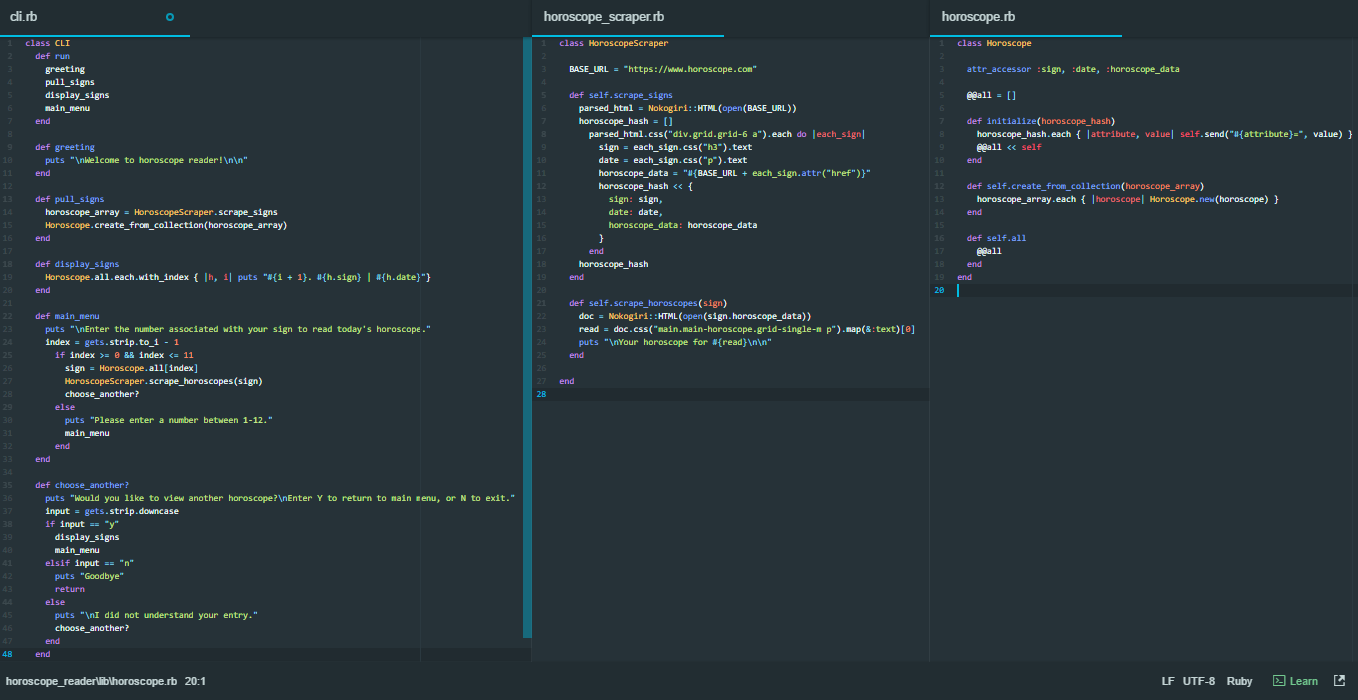 cli.rb
1 class CLI
2 def run
3 greeting
4 pull_signs
5 display_signs
6 main_menu
7 end
8
9 def greeting
10 puts "\nWelcome to horoscope reader!\n\n"
11 end
12
13 def pull_signs
14 horoscope_array = HoroscopeScraper.scrape_signs
15 Horoscope.create_from_collection(horoscope_array)
16 end
17
18 def display_signs
19 Horoscope.all.each.with_index { |h, i| puts "#{i + 1}. #{h.sign} | #{h.date}"}
20 end
21
22 def main_menu
23 puts "\nEnter the number associated with your sign to read today's horoscope."
24 index = gets.strip.to_i - 1
25 if index >= 0 && index <= 11
26 sign = Horoscope.all[index]
27 HoroscopeScraper.scrape_horoscopes(sign)
28 choose_another?
29 else
30 puts "Please enter a number between 1-12."
31 main_menu
32 end
33 end
34
35 def choose_another?
36 puts "Would you like to view another horoscope?\nEnter Y to return to main menu, or N to exit."
37 input = gets.strip.downcase
38 if input == "y"
39 display_signs
40 main_menu
41 elsif input == "n"
42 puts "Goodbye"
43 return
44 else
45 puts "\nI did not understand your entry."
46 choose_another?
47 end
48 end
horoscope_scraper.rb
1 class HoroscopeScraper
2
3 BASE_URL = "https://www.horoscope.com"
4
5 def self.scrape_signs
6 parsed_html = Nokogiri::HTML(open(BASE_URL))
7 horoscope_hash = []
8 parsed_html.css("div.grid.grid-6 a").each do |each_sign|
9 sign = each_sign.css("h3").text
10 date = each_sign.css("p").text
11 horoscope_data = "#{BASE_URL + each_sign.attr("href")}"
12 horoscope_hash << {
13 sign: sign,
14 date: date,
15 horoscope_data: horoscope_data
16 }
17 end
18 horoscope_hash
19 end
20
21 def self.scrape_horoscopes(sign)
22 doc = Nokogiri::HTML(open(sign.horoscope_data))
23 read = doc.css("main.main-horoscope.grid-single-m p").map(&:text)[0]
24 puts "\nYour horoscope for #{read}\n\n"
25 end
26
27 end
28
horoscope.rb
1 class Horoscope
2
3 attr_accessor :sign, :date, :horoscope_data
4
5 @@all = []
6
7 def initialize(horoscope_hash)
8 horoscope_hash.each { |attribute, value| self.send("#{attribute}=", value) }
9 @@all << self
10 end
11
12 def self.create_from_collection(horoscope_array)
13 horoscope_array.each { |horoscope| Horoscope.new(horoscope) }
14 end
15
16 def self.all
17 @@all
18 end
19 end
20
horoscope_reader\lib\horoscope.rb 20:1
LF UTF-8 Ruby Learn